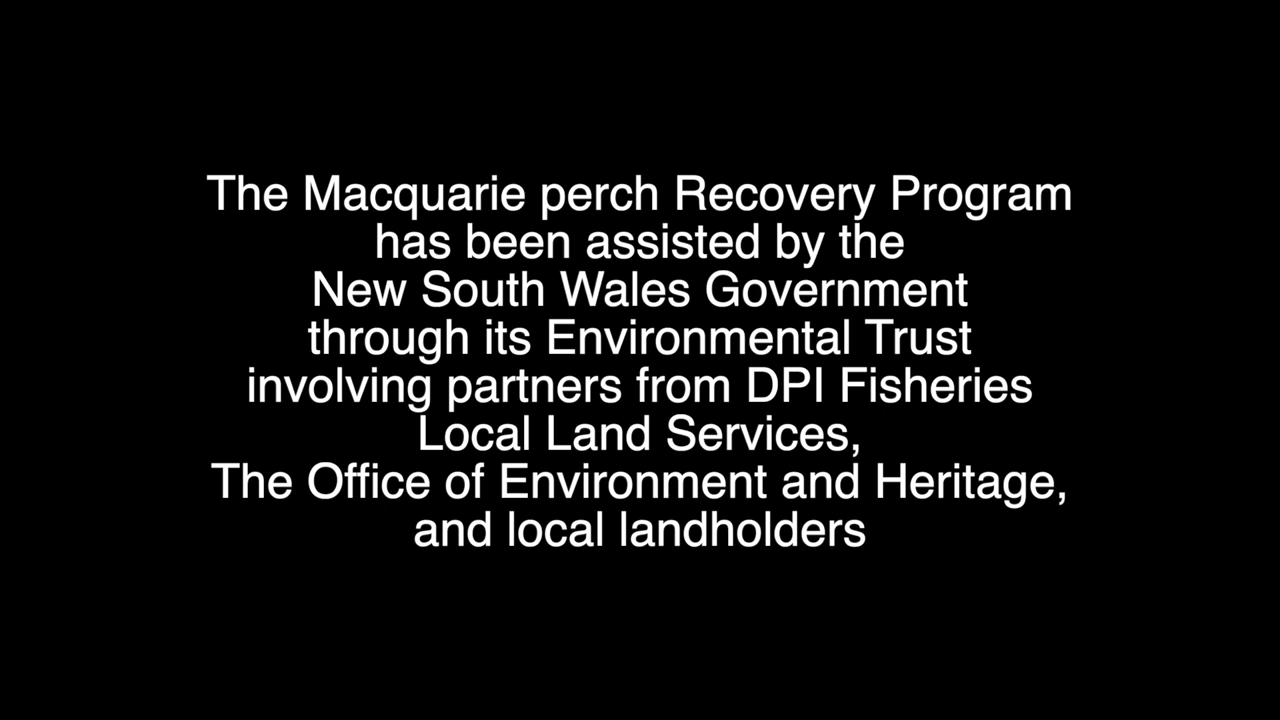 The Macquarie perch Recovery Program
has been assisted by the
New South Wales Government
through its Environmental Trust
involving partners from DPI Fisheries
Local Land Services,
The Office of Environment and Heritage,
and local landholders